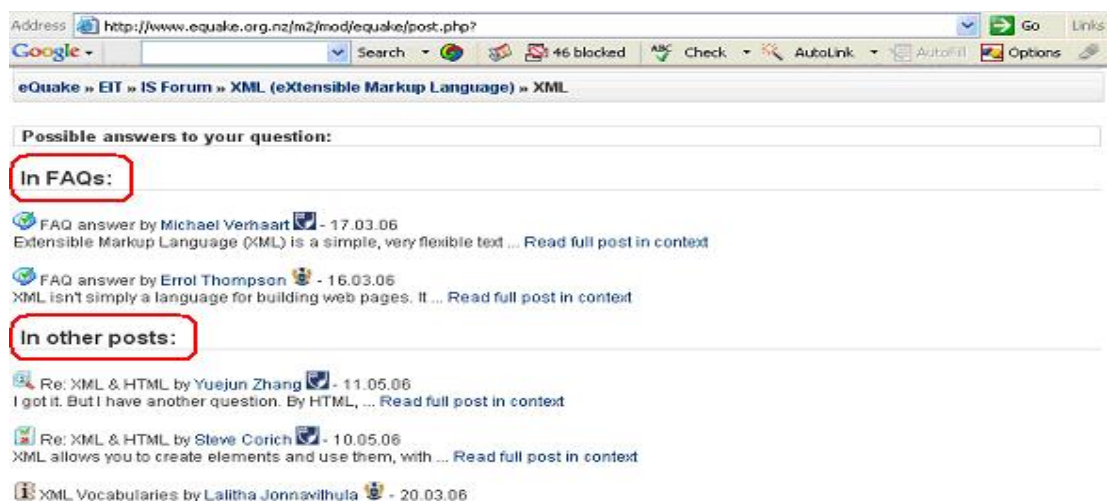 Address http://www.equake.org.nz/m2/mod/equake/post.php? Go Links
Google Search 46 blocked ABC Check AutoLink AutoFill Options
eQuake » EIT » IS Forum » XML (eXtensible Markup Language) » XML
Possible answers to your question:
In FAQs:
FAQ answer by Michael Verhaart - 17.03.06
Extensible Markup Language (XML) is a simple, very flexible text ... Read full post in context
FAQ answer by Errol Thompson - 16.03.06
XML isn't simply a language for building web pages. It ... Read full post in context
In other posts:
Re: XML & HTML by Yuejun Zhang - 11.05.06
I got it. But I have another question. By HTML, ... Read full post in context
Re: XML & HTML by Steve Corich - 10.05.06
XML allows you to create elements and use them, with ... Read full post in context
XML Vocabularies by Lalitha Jonnavilhula - 20.03.06